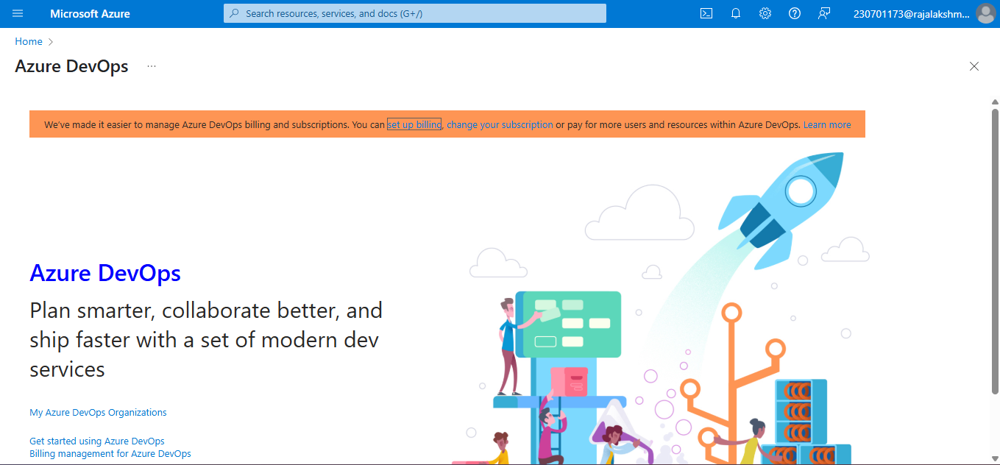 Microsoft Azure
Search resources, services, and docs (G+/)
230701173@rajalakshm...
Home
Azure DevOps ...
We've made it easier to manage Azure DevOps billing and subscriptions. You can set up billing, change your subscription or pay for more users and resources within Azure DevOps. Learn more
Azure DevOps
Plan smarter, collaborate better, and
ship faster with a set of modern dev
services
My Azure DevOps Organizations
Get started using Azure DevOps
Billing management for Azure DevOps